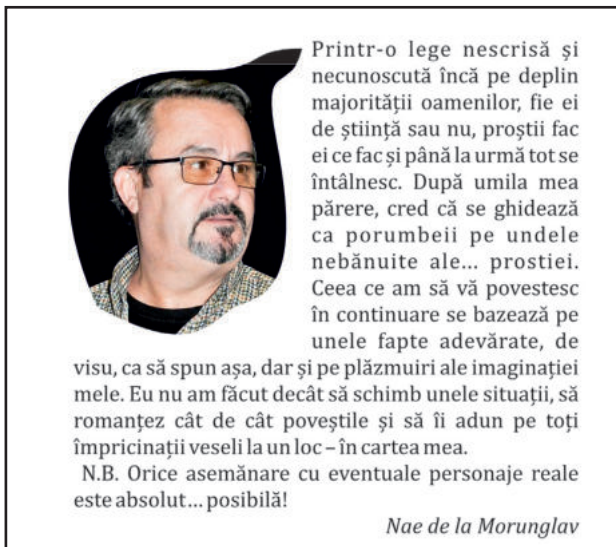 Printr-o lege nescrisă și
necunoscută încă pe deplin
majorității oamenilor, fie ei
de știință sau nu, proștii fac
ei ce fac și până la urmă tot se
întâlnesc. După umila mea
părere, cred că se ghidează
ca porumbeii pe undele
nebănuite ale... prostiei.
Ceea ce am să vă povestesc
în continuare se bazează pe
unele fapte adevărate, de
visu, ca să spun așa, dar și pe plăzmuiri ale imaginației
mele. Eu nu am făcut decât să schimb unele situații, să
romanțez cât de cât poveștile și să îi adun pe toți
împricinații veseli la un loc – în cartea mea.
N.B. Orice asemănare cu eventuale personaje reale
este absolut... posibilă!
Nae de la Morunglav